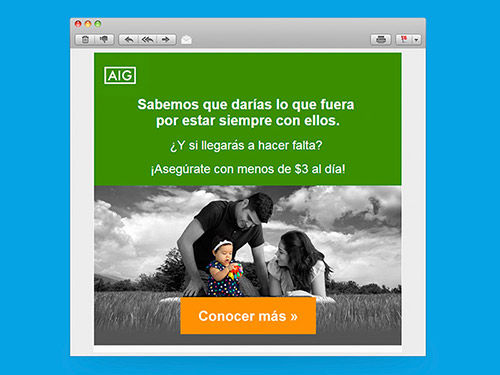 AIG
Sabemos que darías lo que fuera
por estar siempre con ellos.
¿Y si llegarás a hacer falta?
¡Asegúrate con menos de $3 al día!
Conocer más »